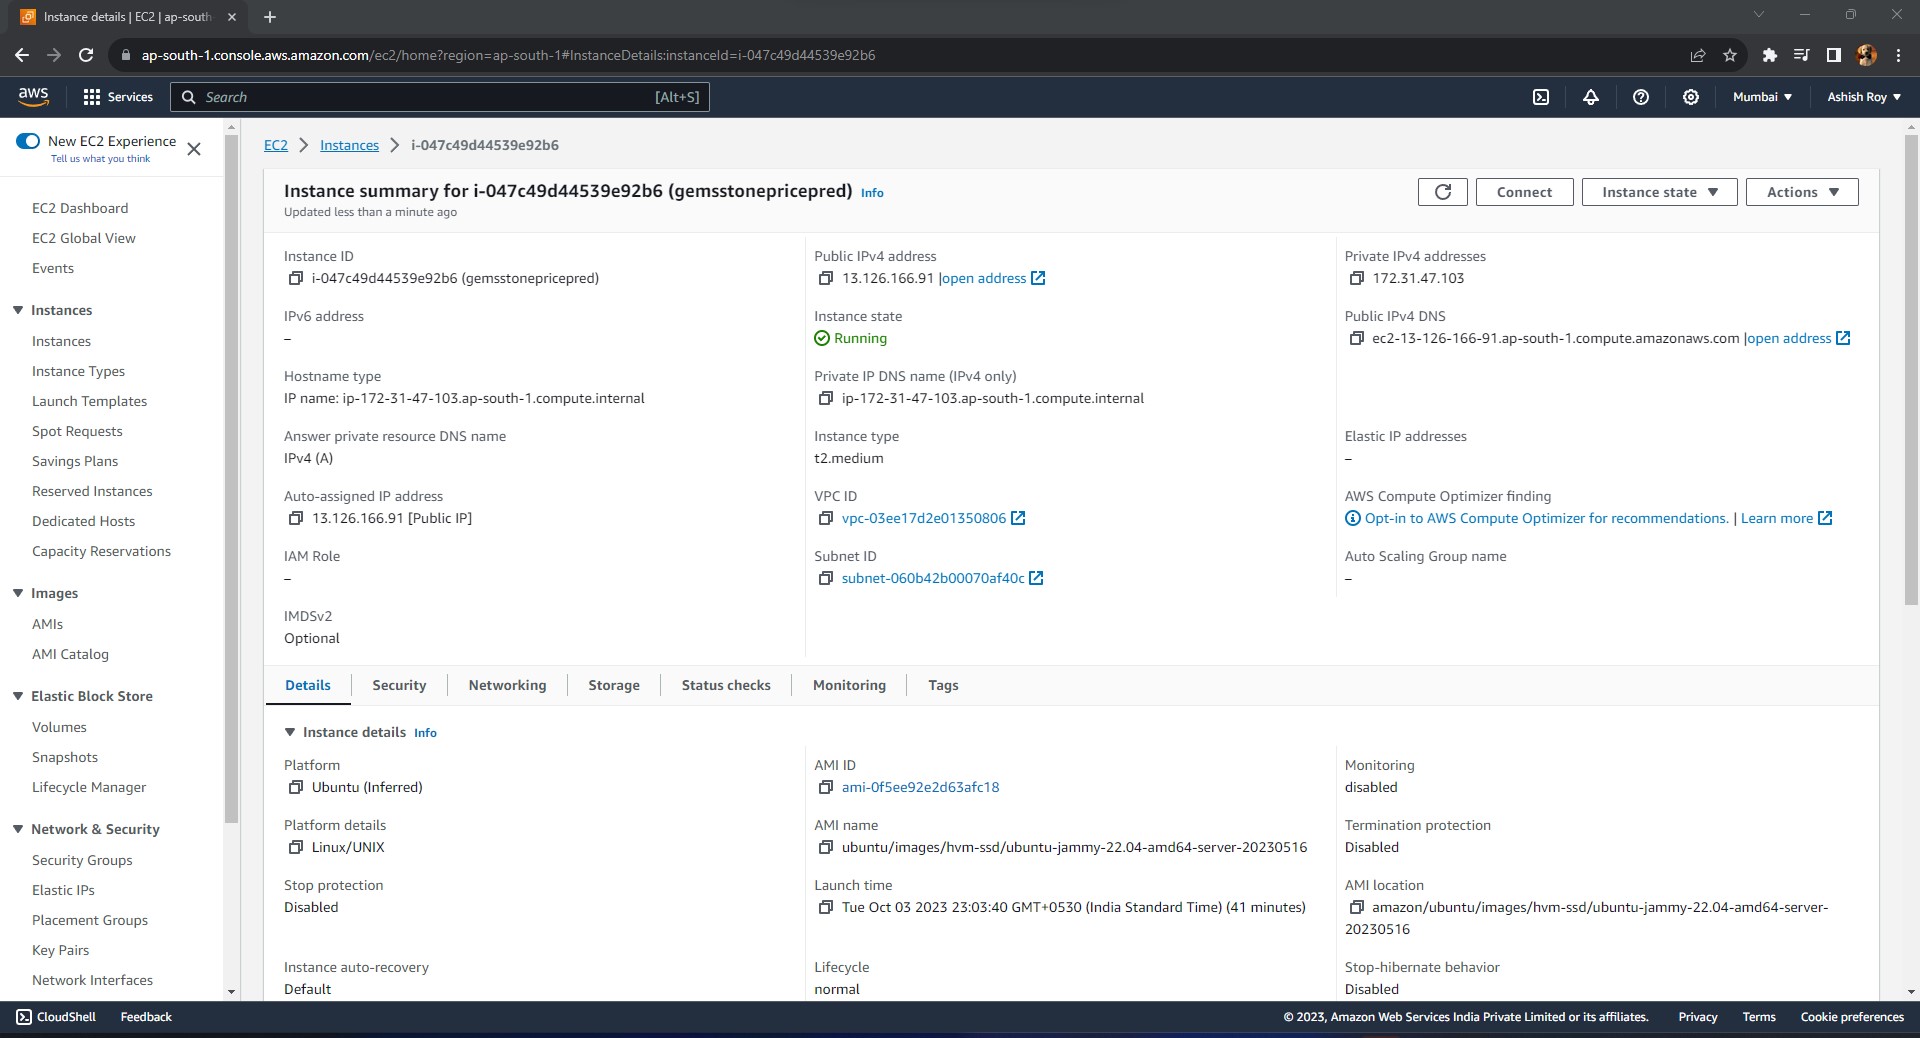 Instance details | EC2 | ap-south
ap-south-1.console.aws.amazon.com/ec2/home?region=ap-south-1#InstanceDetails:instanceId=i-047c49d44539e92b6
aws
Services
Search
[Alt+S]
Mumbai
Ashish Roy
New EC2 Experience
Tell us what you think
EC2 Dashboard
EC2 Global View
Events
Instances
Instances
Instance Types
Launch Templates
Spot Requests
Savings Plans
Reserved Instances
Dedicated Hosts
Capacity Reservations
Images
AMIs
AMI Catalog
Elastic Block Store
Volumes
Snapshots
Lifecycle Manager
Network & Security
Security Groups
Elastic IPs
Placement Groups
Key Pairs
Network Interfaces
EC2 > Instances > i-047c49d44539e92b6
Instance summary for i-047c49d44539e92b6 (gemsstonepricepred) Info
Updated less than a minute ago
Connect
Instance state
Actions
Instance ID
i-047c49d44539e92b6 (gemsstonepricepred)
Public IPv4 address
13.126.166.91 |open address
Private IPv4 addresses
172.31.47.103
IPv6 address
–
Instance state
Running
Public IPv4 DNS
ec2-13-126-166-91.ap-south-1.compute.amazonaws.com |open address
Hostname type
IP name: ip-172-31-47-103.ap-south-1.compute.internal
Private IP DNS name (IPv4 only)
ip-172-31-47-103.ap-south-1.compute.internal
Answer private resource DNS name
IPv4 (A)
Instance type
t2.medium
Elastic IP addresses
–
Auto-assigned IP address
13.126.166.91 [Public IP]
VPC ID
vpc-03ee17d2e01350806
AWS Compute Optimizer finding
Opt-in to AWS Compute Optimizer for recommendations. | Learn more
IAM Role
–
Subnet ID
subnet-060b42b00070af40c
Auto Scaling Group name
–
IMDSv2
Optional
Details
Security
Networking
Storage
Status checks
Monitoring
Tags
Instance details Info
Platform
Ubuntu (Inferred)
AMI ID
ami-0f5ee92e2d63afc18
Monitoring
disabled
Platform details
Linux/UNIX
AMI name
ubuntu/images/hvm-ssd/ubuntu-jammy-22.04-amd64-server-20230516
Termination protection
Disabled
Stop protection
Disabled
Launch time
Tue Oct 03 2023 23:03:40 GMT+0530 (India Standard Time) (41 minutes)
AMI location
amazon/ubuntu/images/hvm-ssd/ubuntu-jammy-22.04-amd64-server-
20230516
Instance auto-recovery
Default
Lifecycle
normal
Stop-hibernate behavior
Disabled
CloudShell
Feedback
© 2023, Amazon Web Services India Private Limited or its affiliates.
Privacy
Terms
Cookie preferences